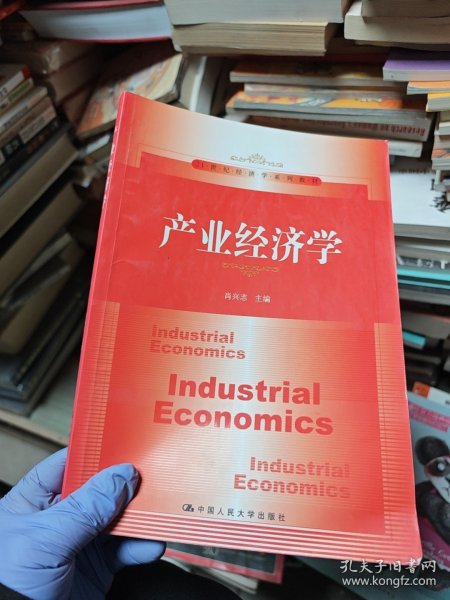 21世纪经济学系列教材
产业经济学
肖兴志 主编
Industrial
Economics
Industrial
Economics
Industrial
Economics
中国人民大学出版社
孔夫子旧书网
www.kongfz.com